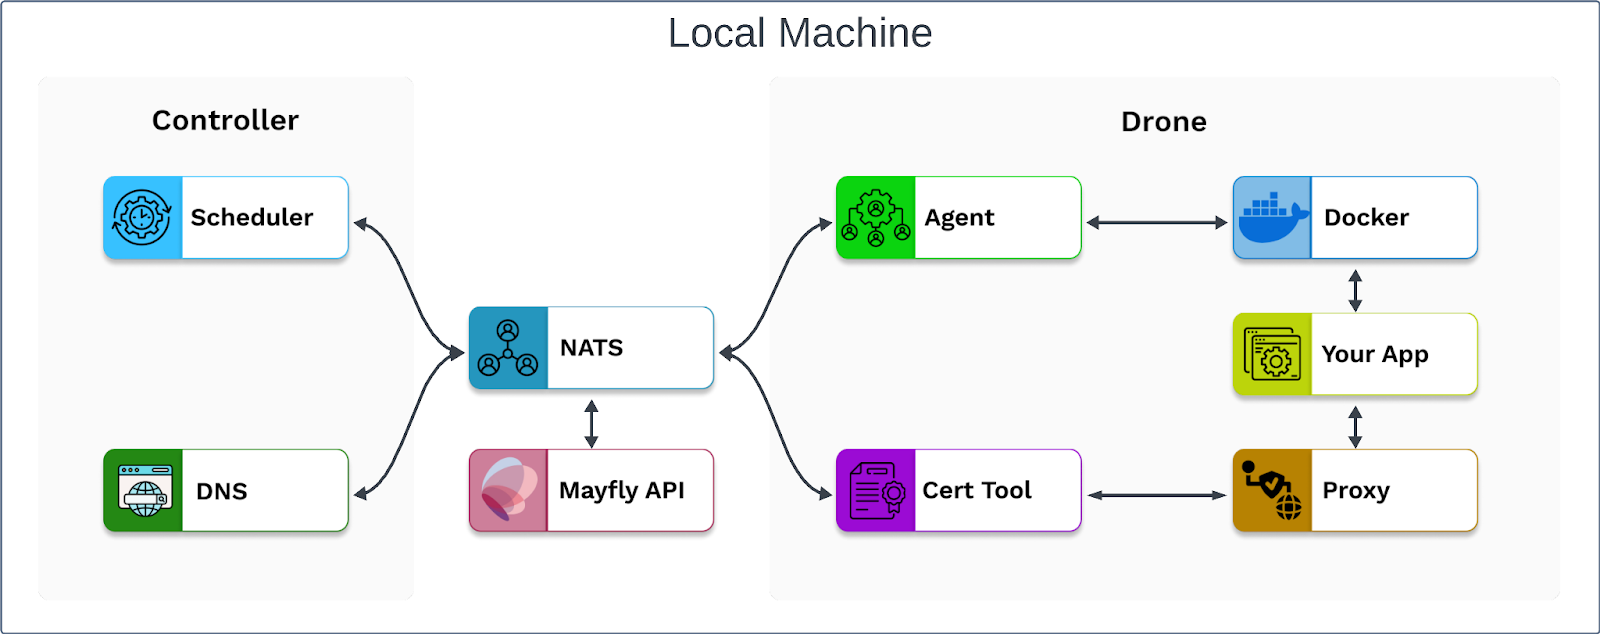 Local Machine
Controller
Scheduler
DNS
NATS
Mayfly API
Drone
Agent
Docker
Your App
Cert Tool
Proxy